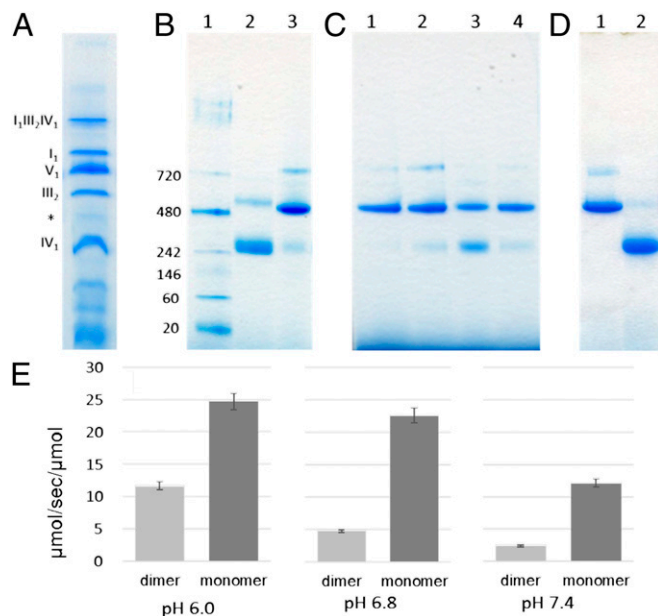 A
I₁III₂IV₁
I₁
V₁
III₂
*
IV₁
B
1 2 3
720
480
242
146
60
20
C
1 2 3 4
D
1 2
E
µmol/sec/µmol
30
25
20
15
10
5
0
dimer monomer
pH 6.0
dimer monomer
pH 6.8
dimer monomer
pH 7.4